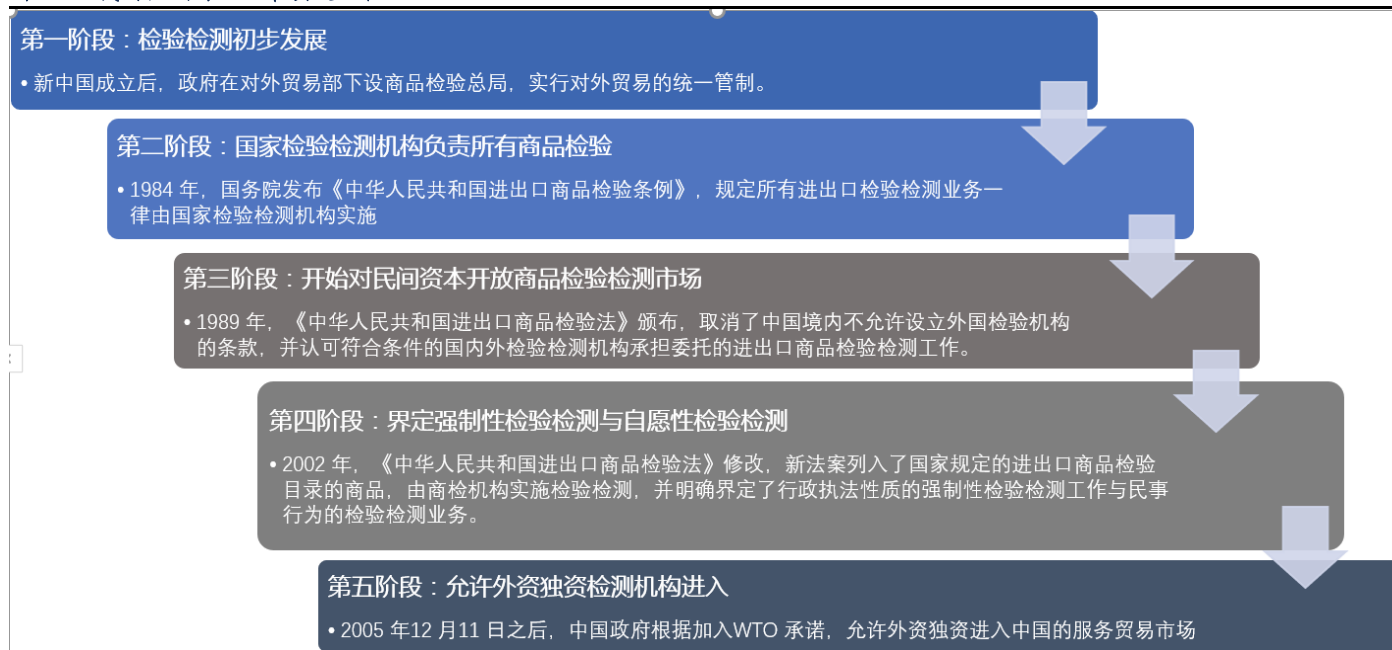 第一阶段：检验检测初步发展
• 新中国成立后，政府在对外贸易部下设商品检验总局，实行对外贸易的统一管制。
第二阶段：国家检验检测机构负责所有商品检验
• 1984 年，国务院发布《中华人民共和国进出口商品检验条例》，规定所有进出口检验检测业务一
律由国家检验检测机构实施
第三阶段：开始对民间资本开放商品检验检测市场
• 1989 年，《中华人民共和国进出口商品检验法》颁布，取消了中国境内不允许设立外国检验机构
的条款，并认可符合条件的国内外检验检测机构承担委托的进出口商品检验检测工作。
第四阶段：界定强制性检验检测与自愿性检验检测
• 2002 年，《中华人民共和国进出口商品检验法》修改，新法案列入了国家规定的进出口商品检验
目录的商品，由商检机构实施检验检测，并明确界定了行政执法性质的强制性检验检测工作与民事
行为的检验检测业务。
第五阶段：允许外资独资检测机构进入
• 2005 年12 月11 日之后，中国政府根据加入WTO 承诺，允许外资独资进入中国的服务贸易市场